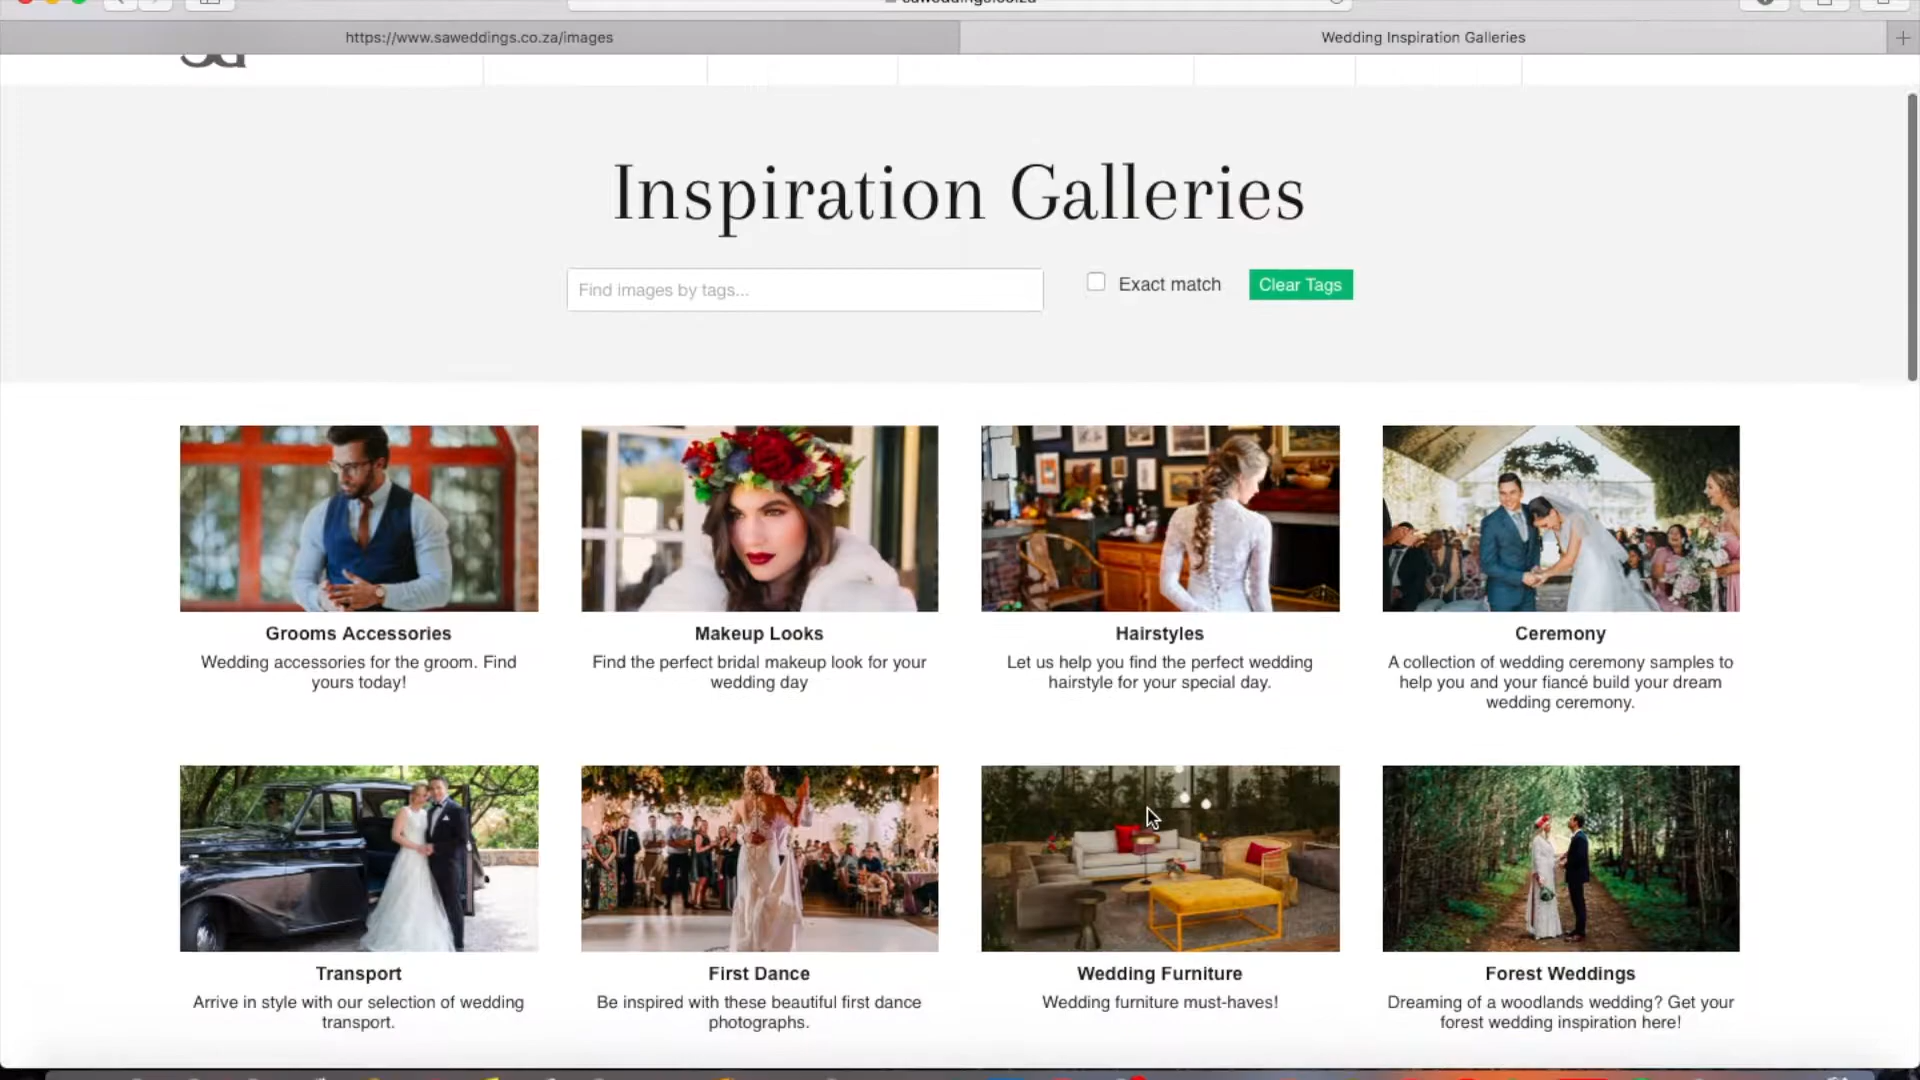 https://www.saweddings.co.za/images
Wedding Inspiration Galleries
Inspiration Galleries
Find images by tags...
Exact match
Clear Tags
Grooms Accessories
Wedding accessories for the groom. Find
yours today!
Makeup Looks
Find the perfect bridal makeup look for your
wedding day
Hairstyles
Let us help you find the perfect wedding
hairstyle for your special day.
Ceremony
A collection of wedding ceremony samples to
help you and your fiancé build your dream
wedding ceremony.
Transport
Arrive in style with our selection of wedding
transport.
First Dance
Be inspired with these beautiful first dance
photographs.
Wedding Furniture
Wedding furniture must-haves!
Forest Weddings
Dreaming of a woodlands wedding? Get your
forest wedding inspiration here!